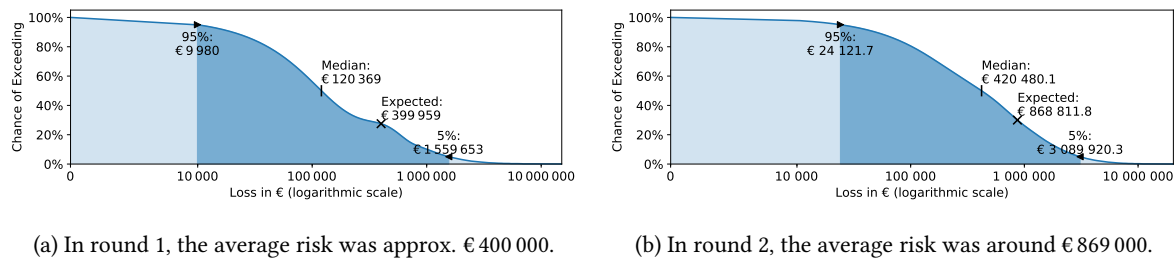 100%
80%
60%
40%
20%
0%
Chance of Exceeding
95%:
€ 9 980
Median:
€ 120 369
Expected:
€ 399 959
5%:
€ 1 559 653
0
10 000
100 000
1 000 000
10 000 000
Loss in € (logarithmic scale)
(a) In round 1, the average risk was approx. € 400 000.
100%
80%
60%
40%
20%
0%
Chance of Exceeding
95%:
€ 24 121.7
Median:
€ 420 480.1
Expected:
€ 868 811.8
5%:
€ 3 089 920.3
0
10 000
100 000
1 000 000
10 000 000
Loss in € (logarithmic scale)
(b) In round 2, the average risk was around € 869 000.